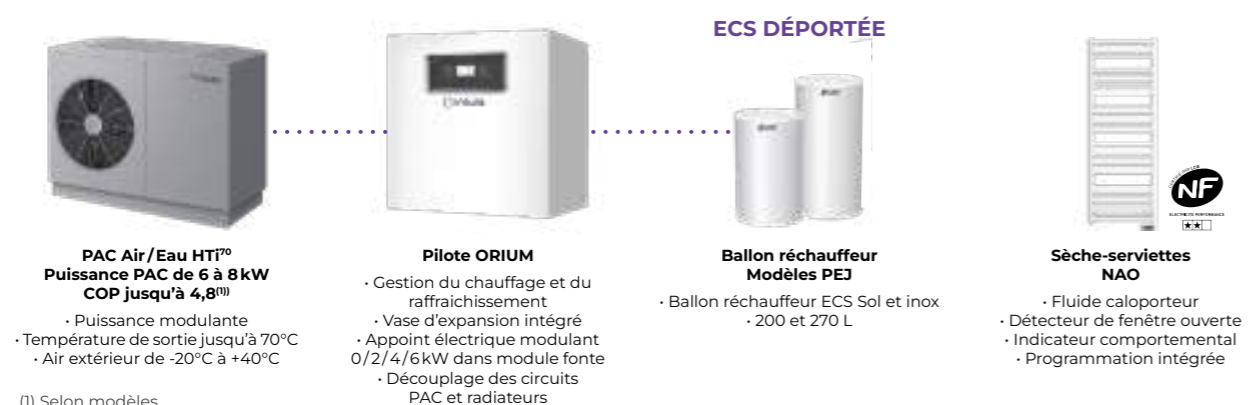 ECS DÉPORTÉE
PAC Air/Eau HTi70
Puissance PAC de 6 à 8kW
COP jusqu'à 4,8(1))
• Puissance modulante
• Température de sortie jusqu'à 70°C
• Air extérieur de -20°C à +40°C
(1) Selon modèles
Pilote ORIUM
• Gestion du chauffage et du
raffraichissement
• Vase d'expansion intégré
• Appoint électrique modulant
0/2/4/6kW dans module fonte
• Découplage des circuits
PAC et radiateurs
Ballon réchauffeur
Modèles PEJ
• Ballon réchauffeur ECS Sol et inox
• 200 et 270 L
NF
ELECTRICITE PERFORMANCE
Sèche-serviettes
NAO
• Fluide caloporteur
• Détecteur de fenêtre ouverte
• Indicateur comportemental
• Programmation intégrée